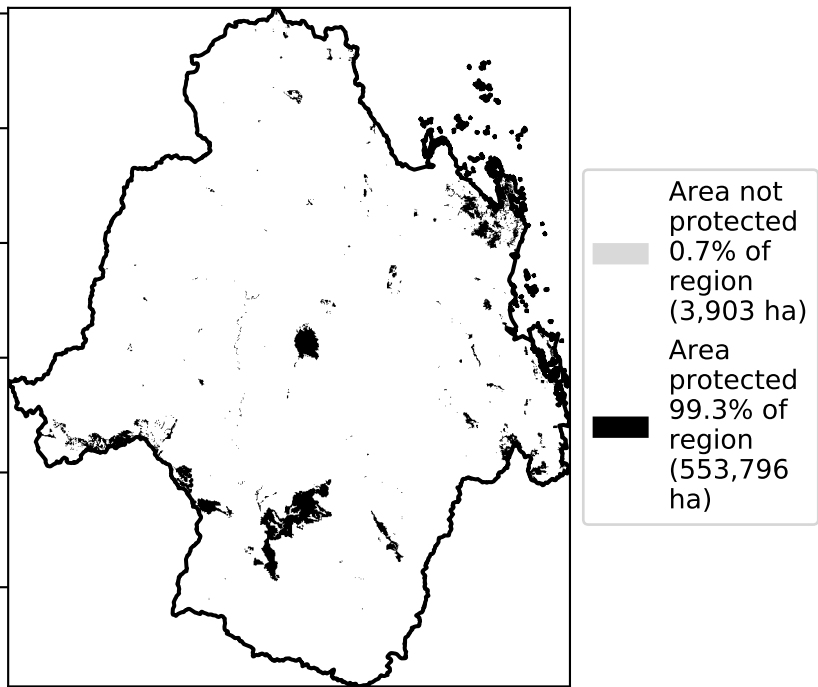 Area not
protected
0.7% of
region
(3,903 ha)
Area
protected
99.3% of
region
(553,796
ha)